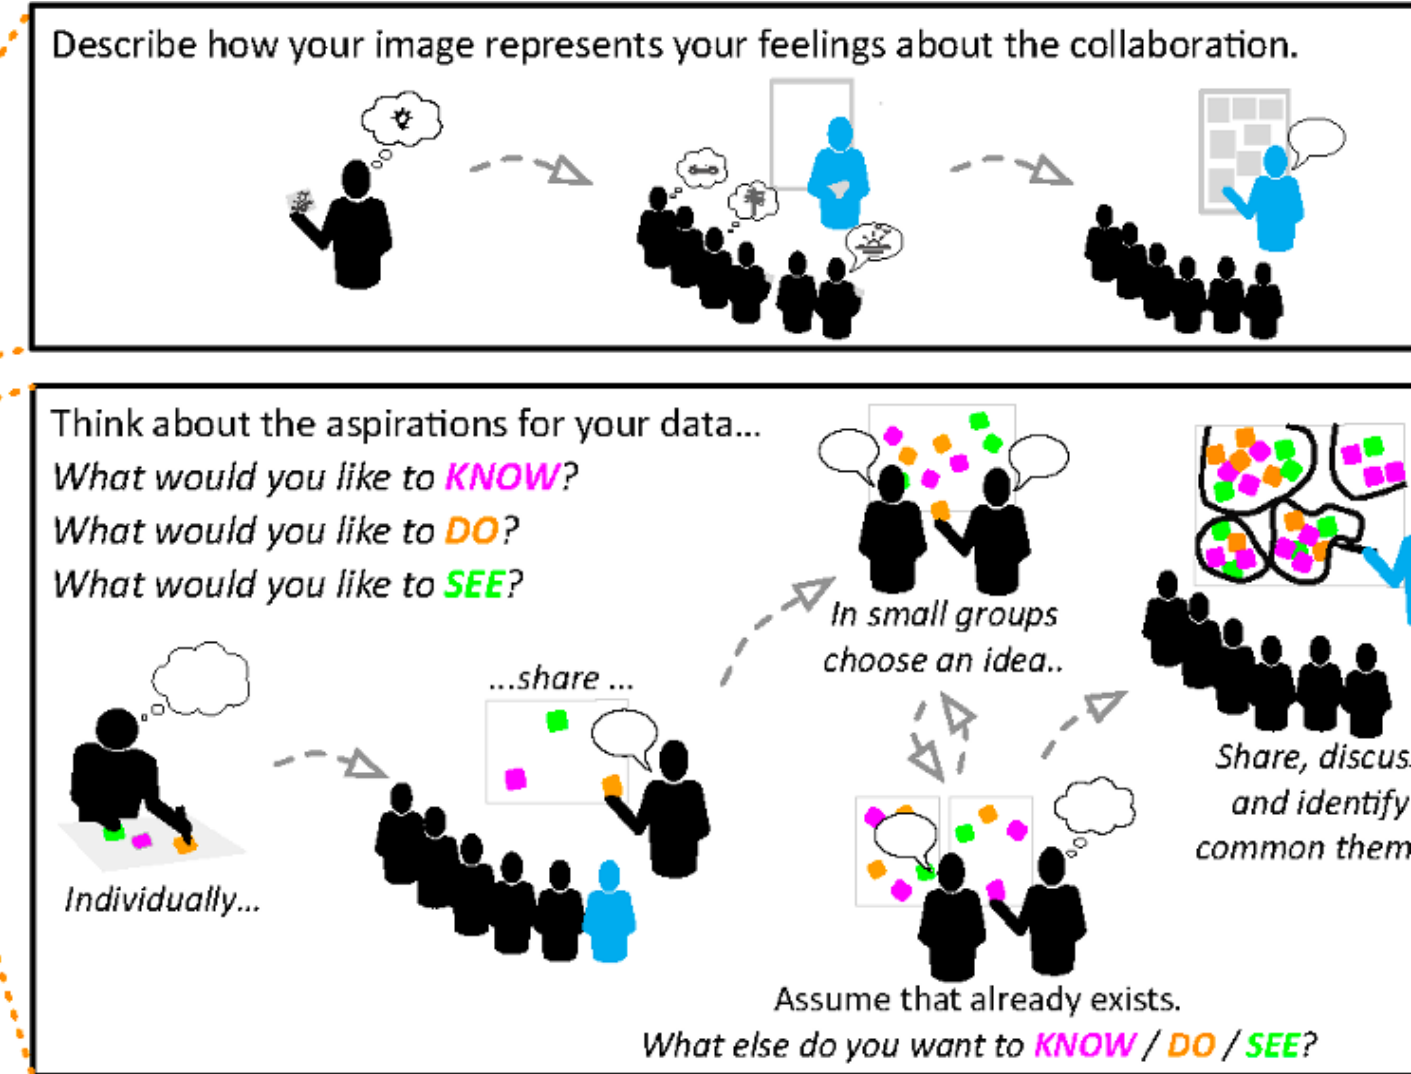 Describe how your image represents your feelings about the collaboration.
Think about the aspirations for your data...
What would you like to KNOW?
What would you like to DO?
What would you like to SEE?
Individually...
...share ...
In small groups
choose an idea..
Assume that already exists.
What else do you want to KNOW / DO / SEE?
Share, discus
and identify
common them